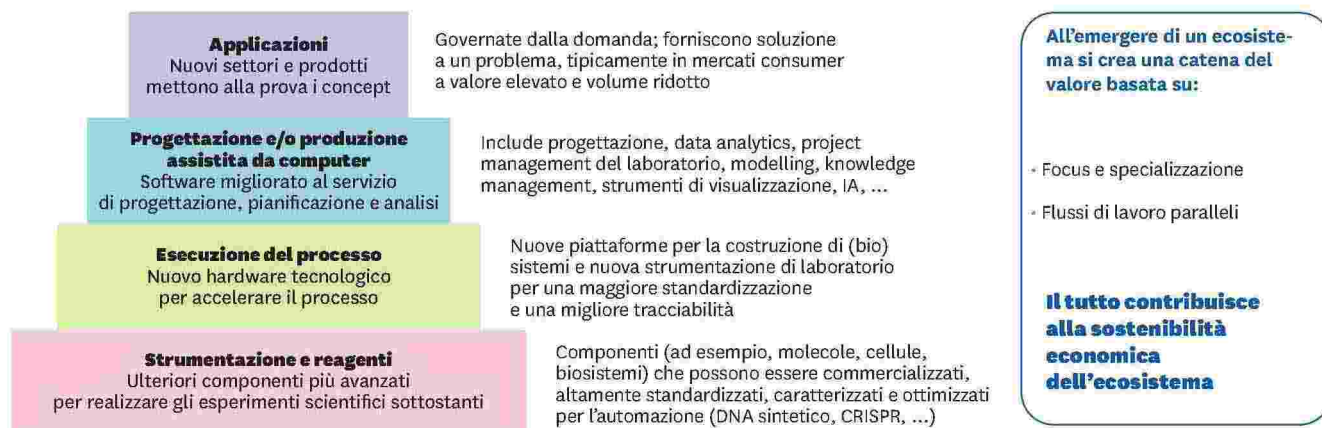 Applicazioni
Nuovi settori e prodotti
mettono alla prova i concept
Governate dalla domanda; forniscono soluzione
a un problema, tipicamente in mercati consumer
a valore elevato e volume ridotto
Progettazione e/o produzione
assistita da computer
Software migliorato al servizio
di progettazione, pianificazione e analisi
Include progettazione, data analytics, project
management del laboratorio, modelling, knowledge
management, strumenti di visualizzazione, IA, ...
Esecuzione del processo
Nuovo hardware tecnologico
per accelerare il processo
Nuove piattaforme per la costruzione di (bio)
sistemi e nuova strumentazione di laboratorio
per una maggiore standardizzazione
e una migliore tracciabilità
Strumentazione e reagenti
Ulteriori componenti più avanzati
per realizzare gli esperimenti scientifici sottostanti
Componenti (ad esempio, molecole, cellule,
biosistemi) che possono essere commercializzati,
altamente standardizzati, caratterizzati e ottimizzati
per l'automazione (DNA sintetico, CRISPR, ...)
All'emergere di un ecosiste-
ma si crea una catena del
valore basata su:
- Focus e specializzazione
- Flussi di lavoro paralleli
Il tutto contribuisce
alla sostenibilità
economica
dell'ecosistema